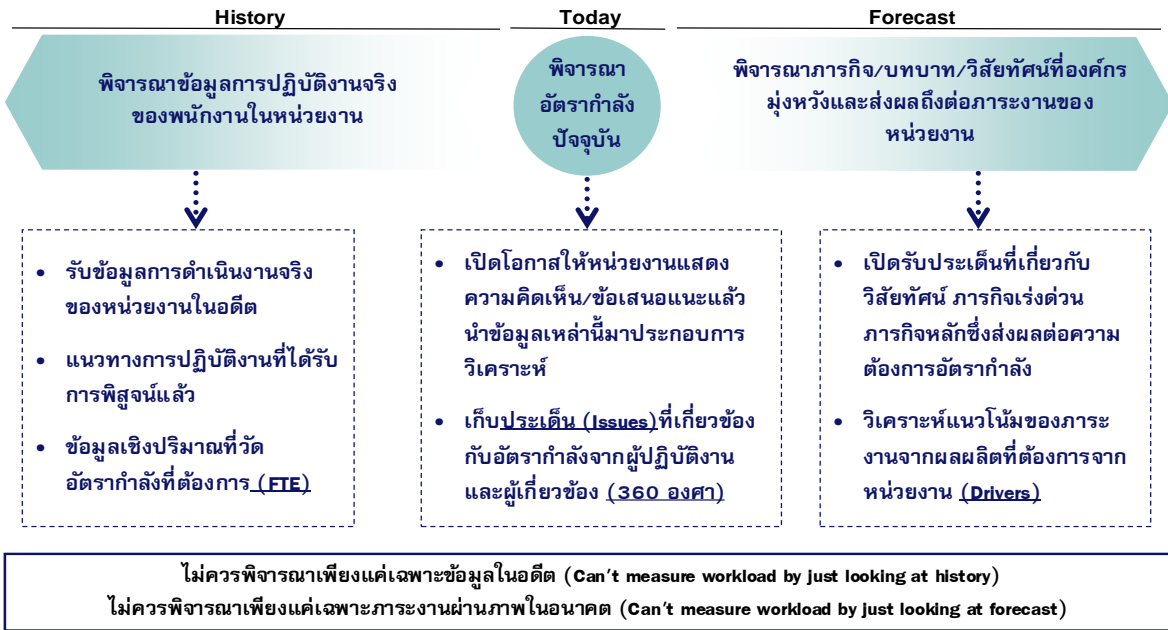 History
Today
Forecast
พิจารณาข้อมูลการปฏิบัติงานจริง
ของพนักงานในหน่วยงาน
พิจารณา
อัตรากำลัง
ปัจจุบัน
พิจารณาภารกิจ/บทบาท/วิสัยทัศน์ที่องค์กร
มุ่งหวังและส่งผลถึงต่อภาระงานของ
หน่วยงาน
• รับข้อมูลการดำเนินงานจริง
ของหน่วยงานในอดีต
• แนวทางการปฏิบัติงานที่ได้รับ
การพิสูจน์แล้ว
• ข้อมูลเชิงปริมาณที่วัด
อัตรากำลังที่ต้องการ (FTE)
• เปิดโอกาสให้หน่วยงานแสดง
ความคิดเห็น/ข้อเสนอแนะแล้ว
นำข้อมูลเหล่านี้มาประกอบการ
วิเคราะห์
• เก็บประเด็น (Issues)ที่เกี่ยวข้อง
กับอัตรากำลังจากผู้ปฏิบัติงาน
และผู้เกี่ยวข้อง (360 องศา)
• เปิดรับประเด็นที่เกี่ยวกับ
วิสัยทัศน์ ภารกิจเร่งด่วน
ภารกิจหลักซึ่งส่งผลต่อความ
ต้องการอัตรากำลัง
• วิเคราะห์แนวโน้มของภาระ
งานจากผลผลิตที่ต้องการจาก
หน่วยงาน (Drivers)
ไม่ควรพิจารณาเพียงแค่เฉพาะข้อมูลในอดีต (Can't measure workload by just looking at history)
ไม่ควรพิจารณาเพียงแค่เฉพาะภาระงานผ่านภาพในอนาคต (Can't measure workload by just looking at forecast)